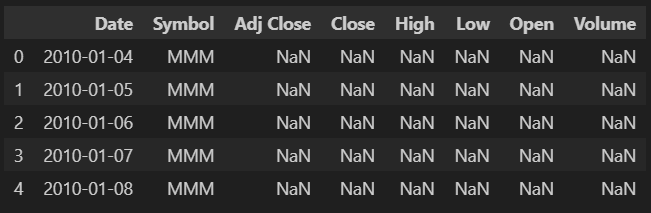 Date Symbol Adj Close Close High Low Open Volume
0 2010-01-04 MMM NaN NaN NaN NaN NaN NaN
1 2010-01-05 MMM NaN NaN NaN NaN NaN NaN
2 2010-01-06 MMM NaN NaN NaN NaN NaN NaN
3 2010-01-07 MMM NaN NaN NaN NaN NaN NaN
4 2010-01-08 MMM NaN NaN NaN NaN NaN NaN